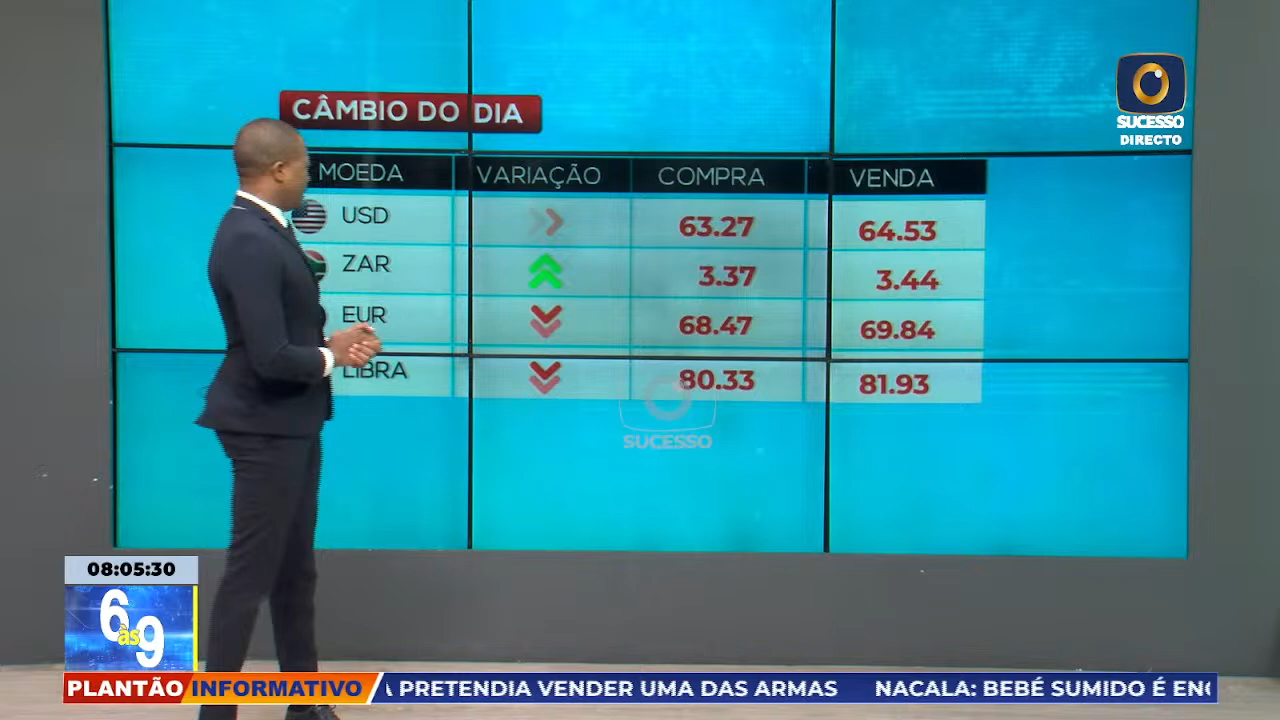 CÂMBIO DO DIA
SUCESSO
DIRECTO
MOEDA VARIAÇÃO COMPRA VENDA
USD 63.27 64.53
ZAR 3.37 3.44
EUR 68.47 69.84
LIBRA 80.33 81.93
SUCESSO
08:05:30
6 às 9
PLANTÃO INFORMATIVO A PRETENDIA VENDER UMA DAS ARMAS NACALA: BEBÉ SUMIDO É